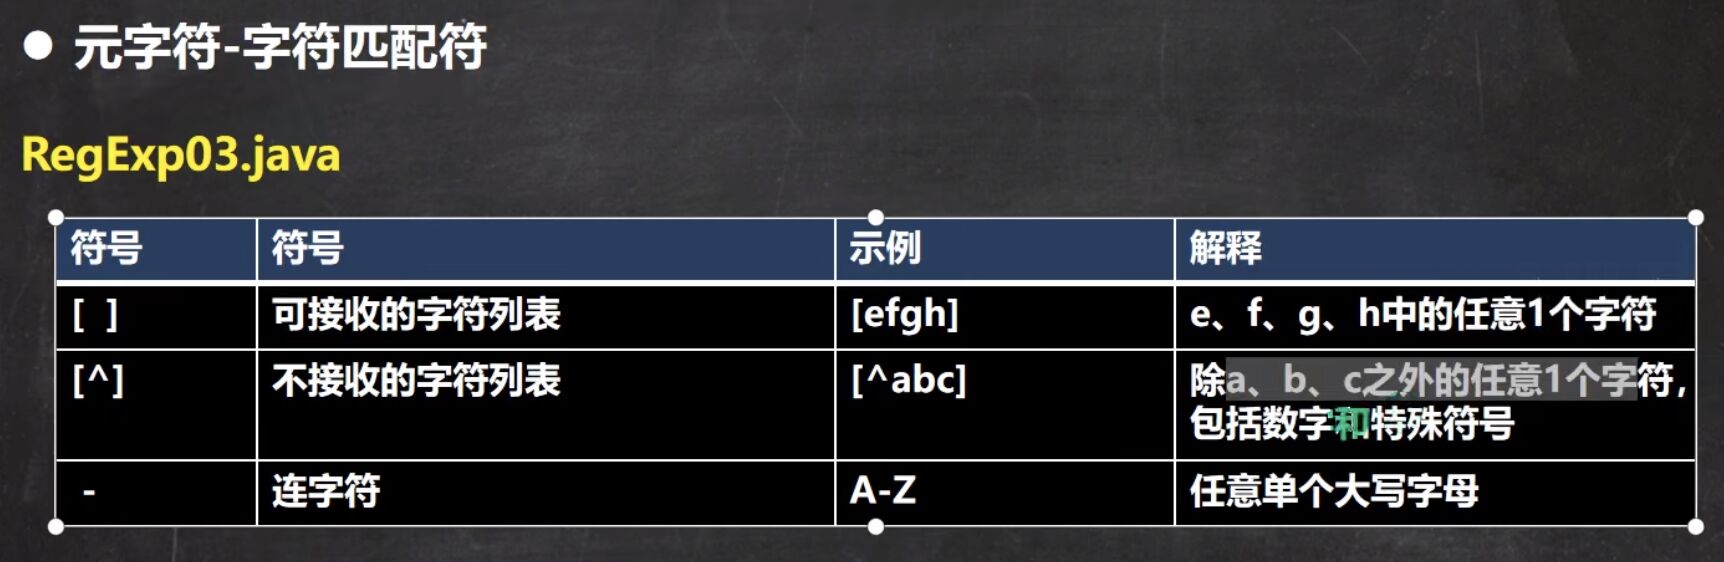 ● 元字符-字符匹配符
RegExp03.java
符号 符号 示例 解释
[ ] 可接收的字符列表 [efgh] e、f、g、h中的任意1个字符
[^] 不接收的字符列表 [^abc] 除a、b、c之外的任意1个字符,
包括数字和特殊符号
- 连字符 A-Z 任意单个大写字母